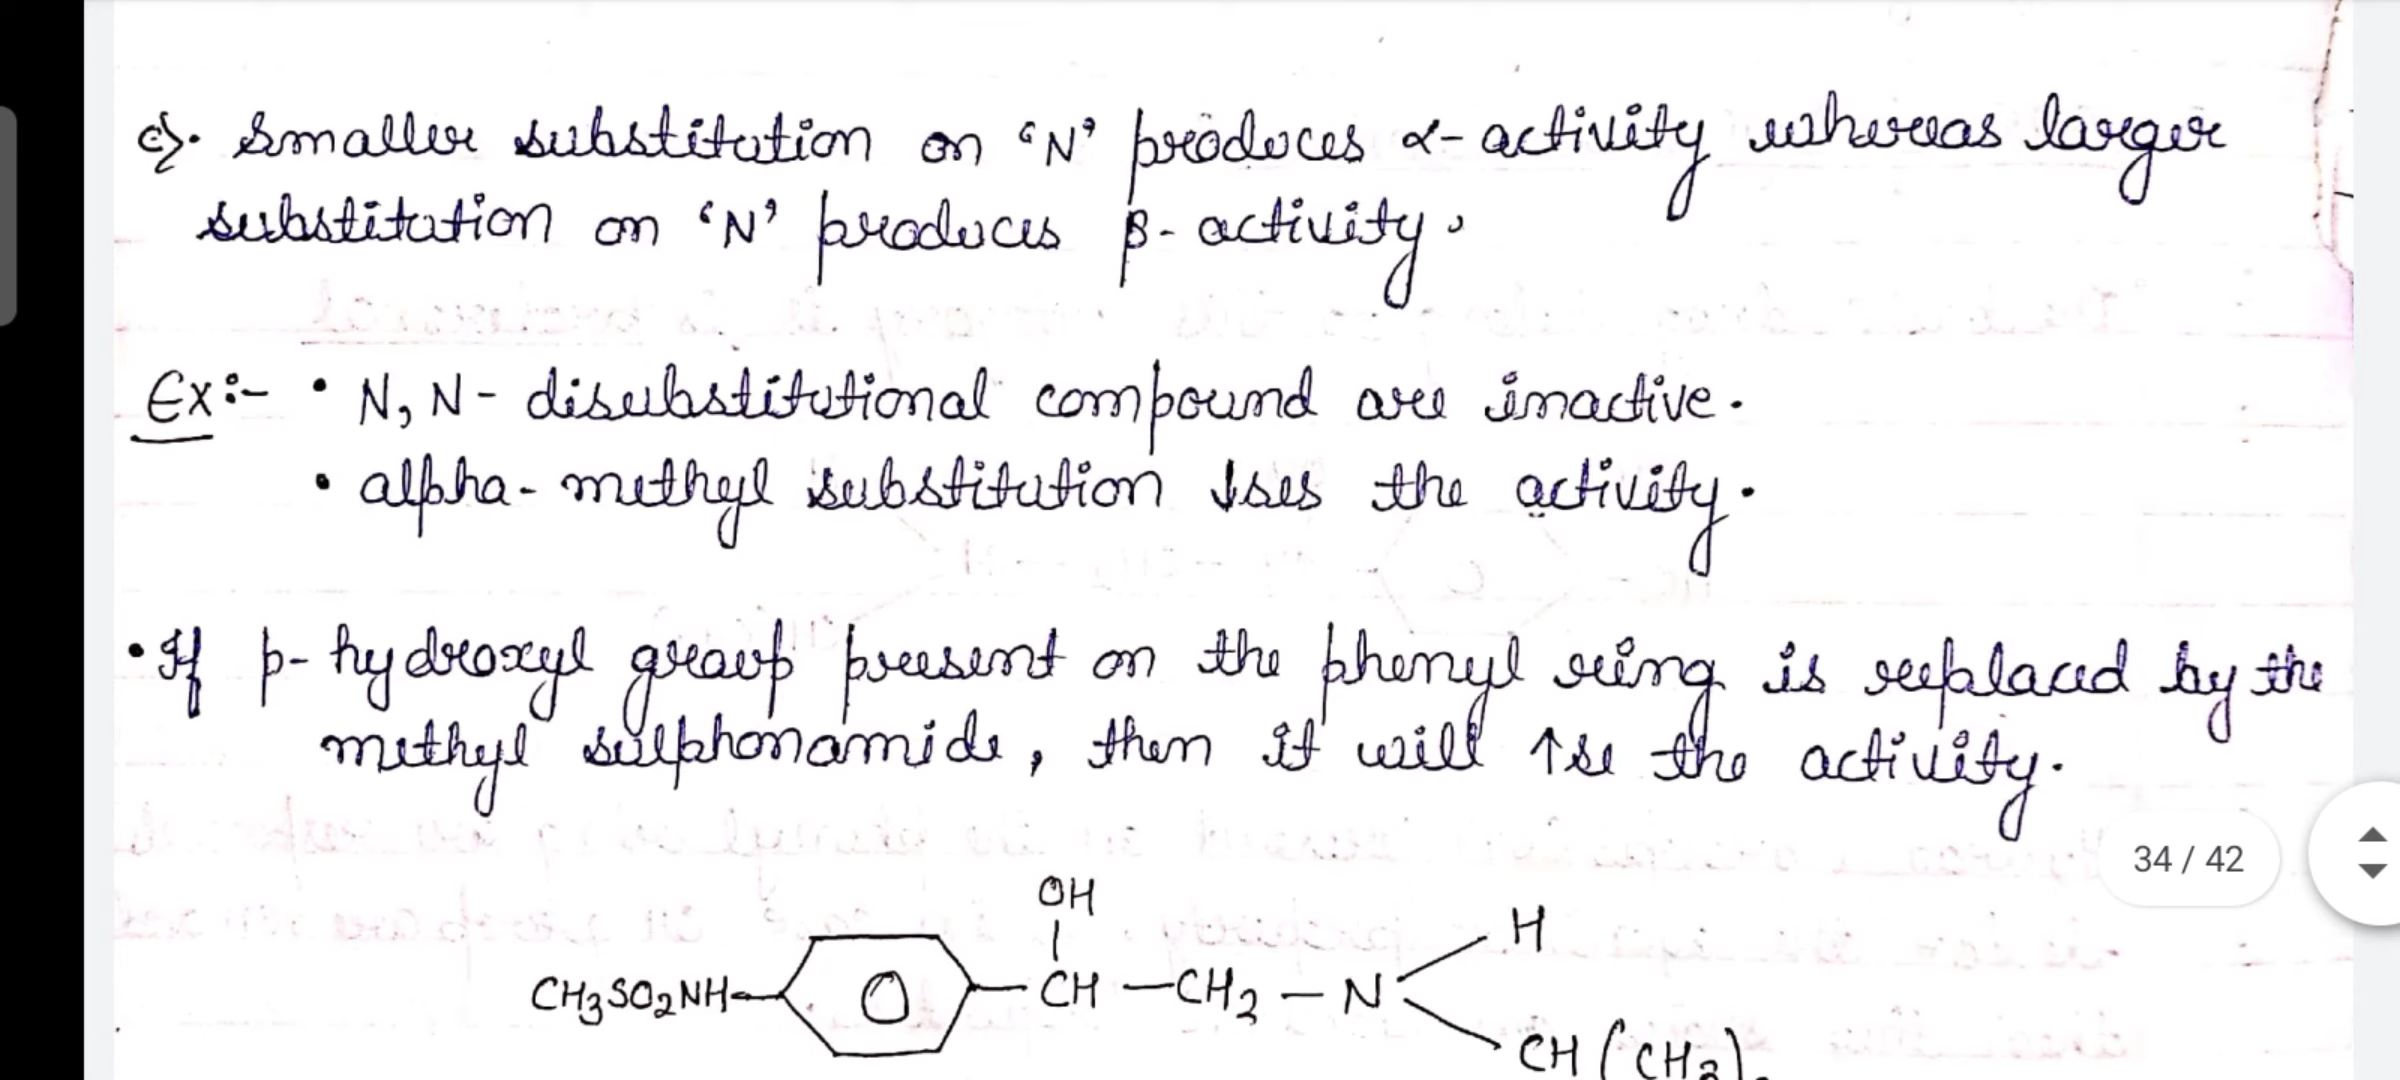 c). Smaller substitution on 'N' produces α-activity whereas larger
substitution on 'N' produces β-activity.
Ex:- • N, N- disubstitutional compound are inactive.
• alpha-methyl substitution ↓ses the activity.
• If p-hydroxyl group present on the phenyl ring is replaced by the
methyl sulphonamide, then it will ↑se the activity.
34 / 42
OH
H
CH3SO2NH- -CH-CH2-N
CH(CH3)2